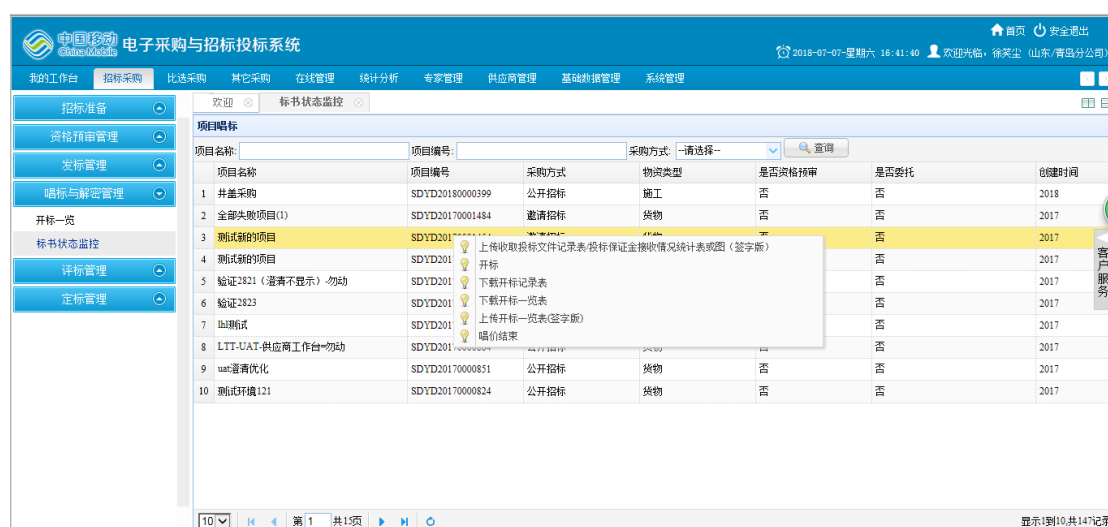 首页 安全退出
中国移动 China Mobile 电子采购与招标投标系统
2018-07-07-星期六 16:41:40 欢迎光临，徐笑尘（山东/青岛分公司）
我的工作台 招标采购 比选采购 其它采购 在线管理 统计分析 专家管理 供应商管理 基础数据管理 系统管理
招标准备
资格预审管理
发标管理
唱标与解密管理
开标一览
标书状态监控
评标管理
定标管理
欢迎 标书状态监控
项目唱标
项目名称: 项目编号: 采购方式: --请选择-- 查询
项目名称 项目编号 采购方式 物资类型 是否资格预审 是否委托 创建时间
1 井盖采购 SDYD20180000399 公开招标 施工 否 否 2018
2 全部失败项目(1) SDYD20170001484 邀请招标 货物 否 否 2017
3 测试新的项目 SDYD201 否 2017
4 测试新的项目 SDYD201 否 2017
5 验证2821（澄清不显示）-勿动 SDYD201 否 2017
6 验证2823 SDYD201 否 2017
7 lhl测试 SDYD201 否 2017
8 LTT-UAT-供应商工作台-勿动 SDYD201 否 2017
9 uat澄清优化 SDYD20170000851 公开招标 货物 否 否 2017
10 测试环境121 SDYD20170000824 公开招标 货物 否 否 2017
上传收取投标文件记录表/投标保证金接收情况统计表或图（签字版）
开标
下载开标记录表
下载开标一览表
上传开标一览表(签字版)
唱价结束
客户服务
10 第 1 共15页
显示1到10,共147记录